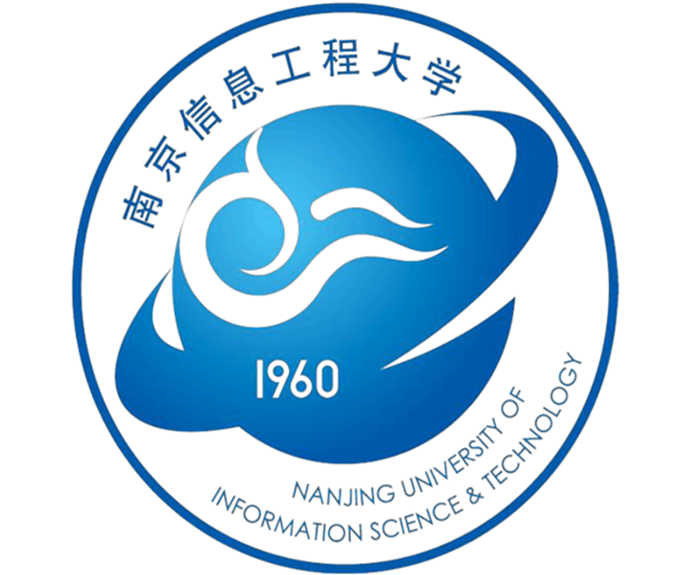 南京信息工程大学
1960
NANJING UNIVERSITY OF
INFORMATION SCIENCE & TECHNOLOGY